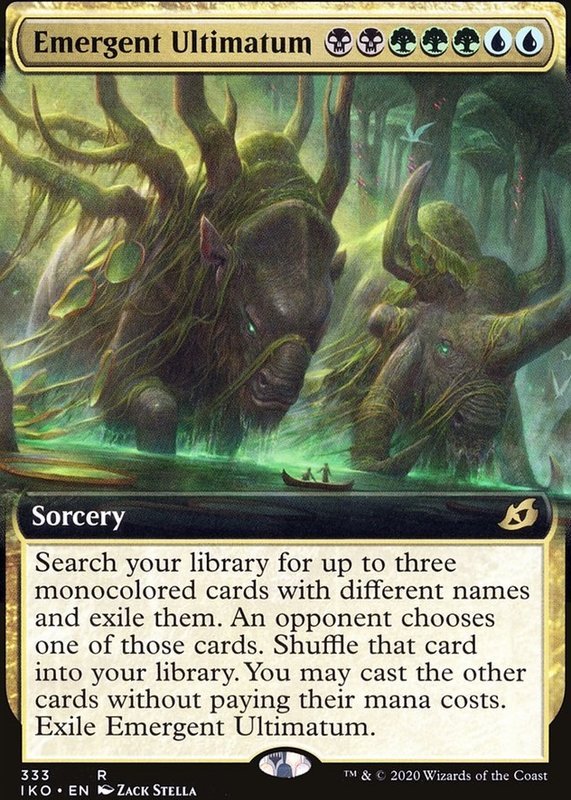 Emergent Ultimatum
Sorcery
Search your library for up to three
monocolored cards with different names
and exile them. An opponent chooses
one of those cards. Shuffle that card
into your library. You may cast the other
cards without paying their mana costs.
Exile Emergent Ultimatum.
333 R
IKO • EN ZACK STELLA
™ & © 2020 Wizards of the Coast